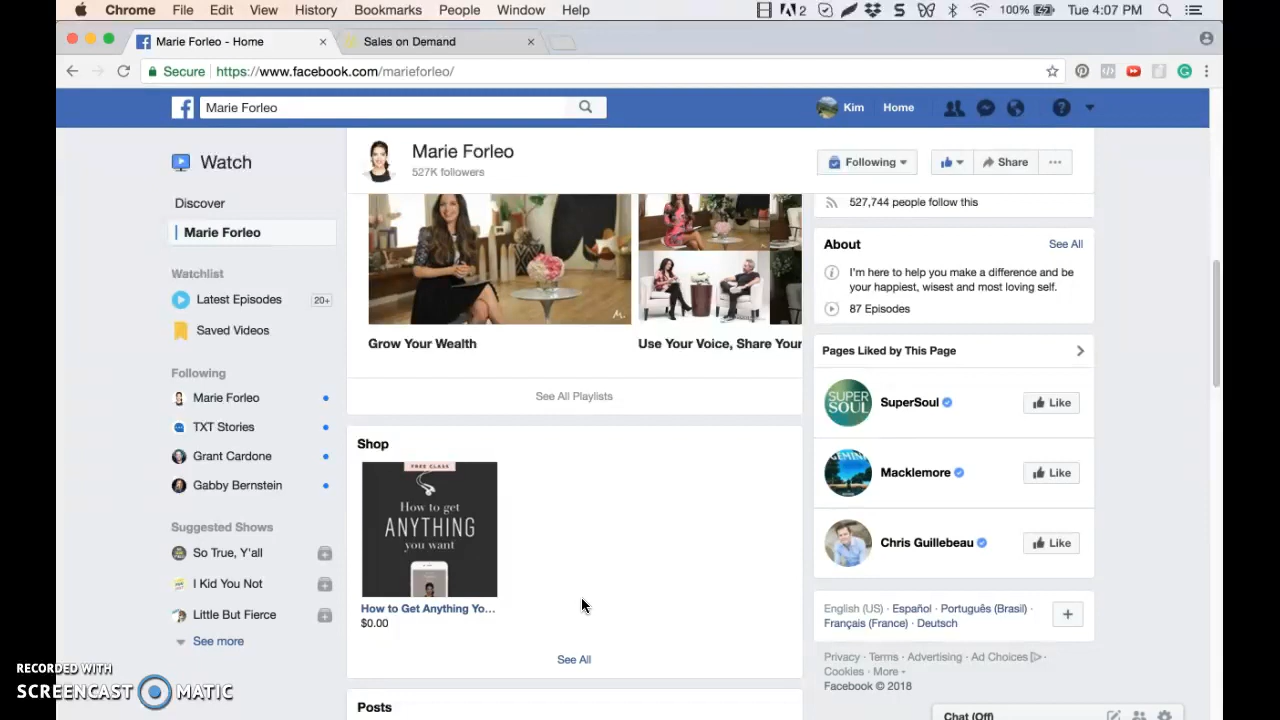 Chrome File Edit View History Bookmarks People Window Help
2 S 100% Tue 4:07 PM
Marie Forleo - Home × Sales on Demand ×
Secure https://www.facebook.com/marieforleo/
Marie Forleo Kim Home
Watch
Discover
Marie Forleo
Watchlist
Latest Episodes 20+
Saved Videos
Following
Marie Forleo
TXT Stories
Grant Cardone
Gabby Bernstein
Suggested Shows
So True, Y'all
I Kid You Not
Little But Fierce
See more
Marie Forleo
527K followers
Following Share ...
Grow Your Wealth
Use Your Voice, Share Your
See All Playlists
Shop
FREE CLASS
How to get
ANYTHING
you want
How to Get Anything Yo...
$0.00
See All
Posts
527,744 people follow this
About See All
I'm here to help you make a difference and be
your happiest, wisest and most loving self.
87 Episodes
Pages Liked by This Page
SUPER
SOUL
SuperSoul Like
GEMINI
Macklemore Like
Chris Guillebeau Like
English (US) · Español · Português (Brasil) ·
Français (France) · Deutsch
+
Privacy · Terms · Advertising · Ad Choices ·
Cookies · More
Facebook © 2018
Chat (Off)
RECORDED WITH
SCREENCAST MATIC